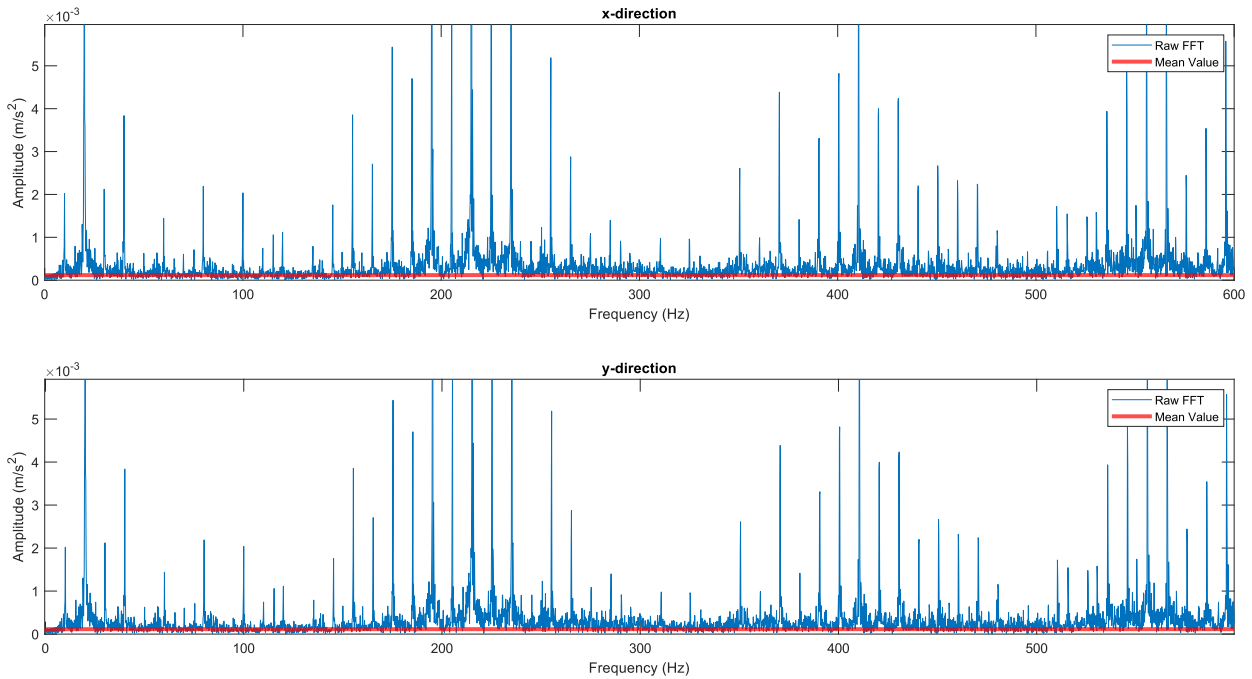 x-direction
×10-3
5
4
3
2
1
0
Amplitude (m/s2)
Raw FFT
Mean Value
0 100 200 300 400 500 600
Frequency (Hz)
y-direction
×10-3
5
4
3
2
1
0
Amplitude (m/s2)
Raw FFT
Mean Value
0 100 200 300 400 500
Frequency (Hz)